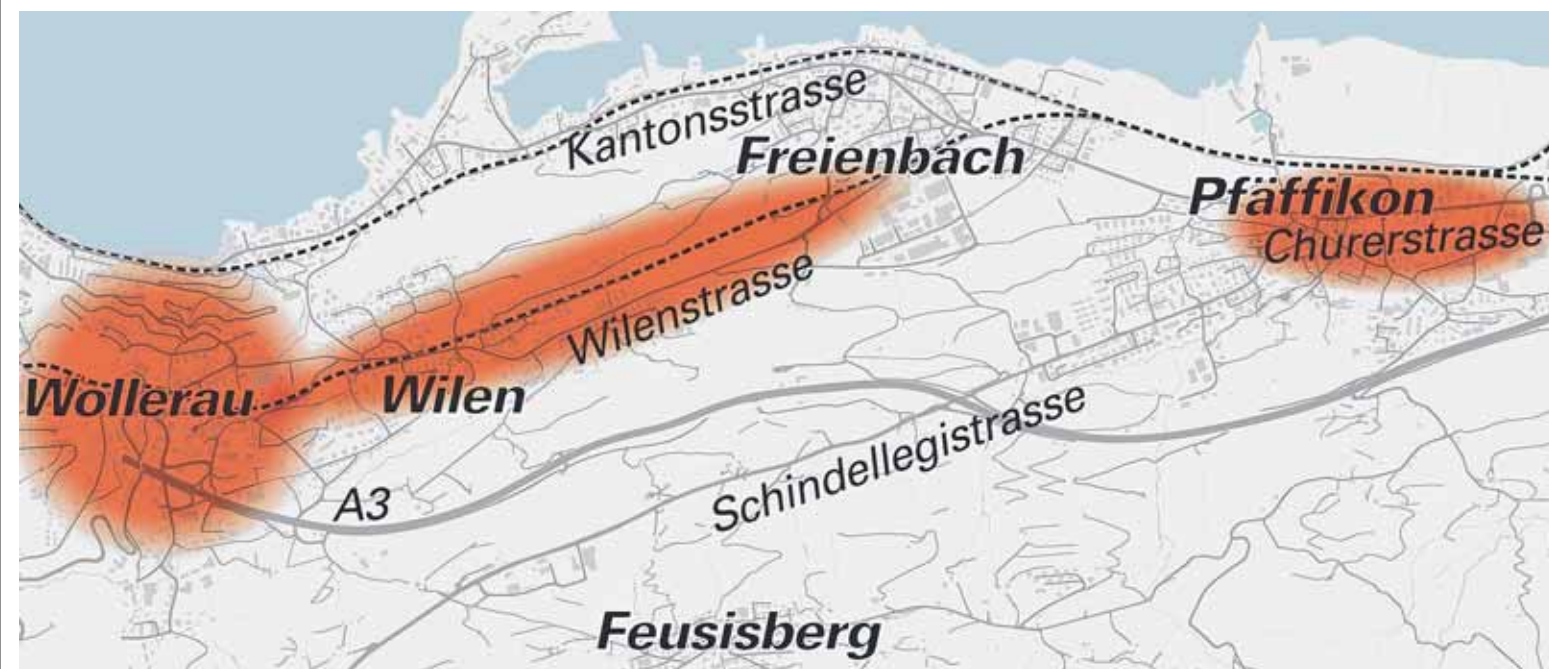 Kantonsstrasse
Freienbach
Pfäffikon
Churerstrasse
Wilenstrasse
Wollerau
Wilen
Schindellegistrasse
A3
Feusisberg